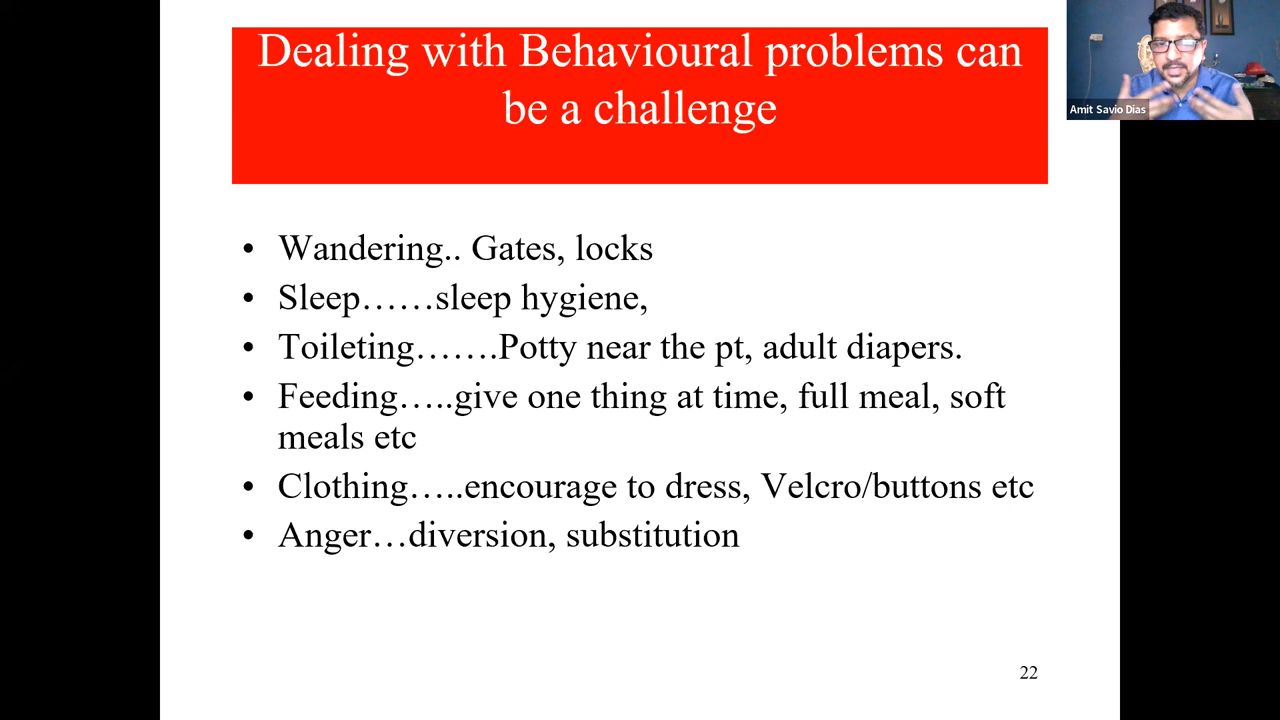 Dealing with Behavioural problems can
be a challenge
Amit Savio Dias
• Wandering.. Gates, locks
• Sleep……sleep hygiene,
• Toileting…….Potty near the pt, adult diapers.
• Feeding…..give one thing at time, full meal, soft
meals etc
• Clothing…..encourage to dress, Velcro/buttons etc
• Anger…diversion, substitution
22